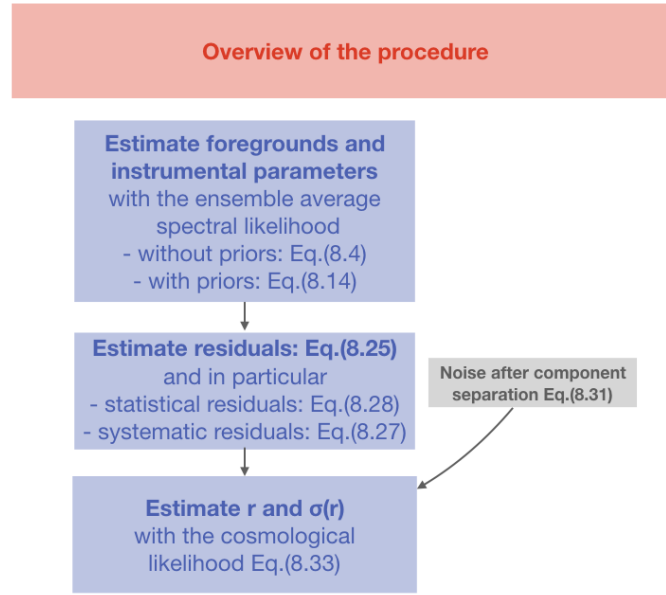 Overview of the procedure
Estimate foregrounds and
instrumental parameters
with the ensemble average
spectral likelihood
- without priors: Eq.(8.4)
- with priors: Eq.(8.14)
Estimate residuals: Eq.(8.25)
and in particular
- statistical residuals: Eq.(8.28)
- systematic residuals: Eq.(8.27)
Noise after component
separation Eq.(8.31)
Estimate r and σ(r)
with the cosmological
likelihood Eq.(8.33)